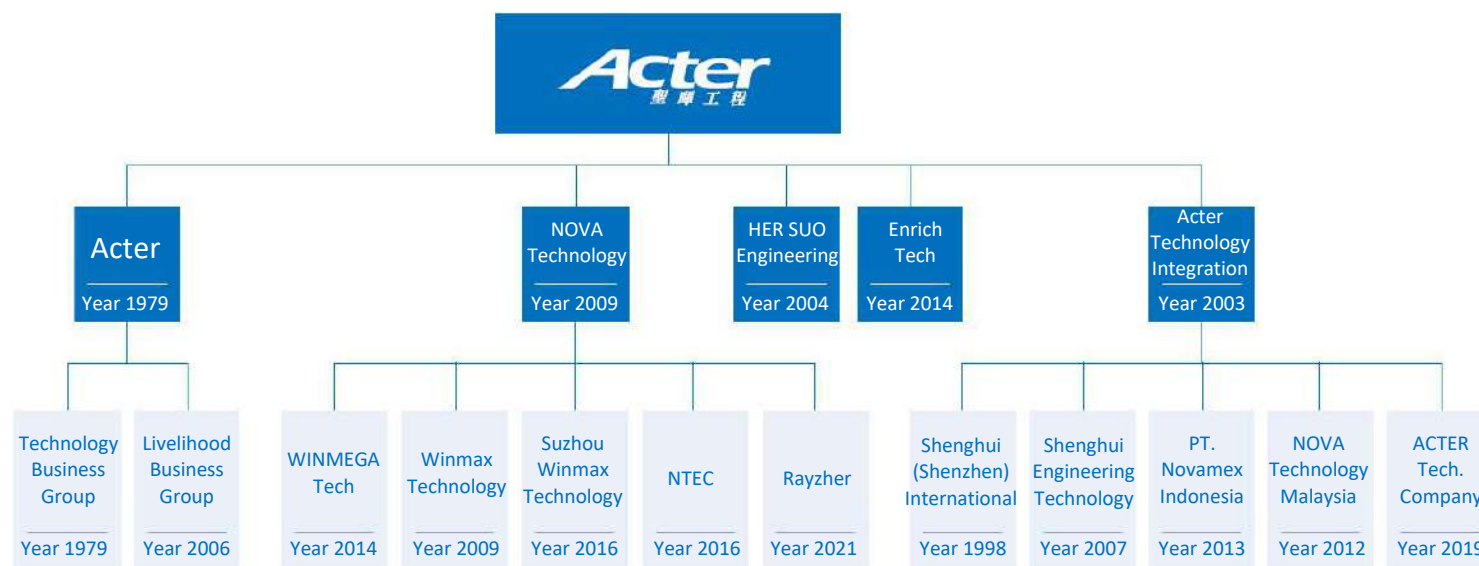 Acter
聖暉工程
Acter
Year 1979
NOVA
Technology
Year 2009
HER SUO
Engineering
Year 2004
Enrich
Tech
Year 2014
Acter
Technology
Integration
Year 2003
Technology
Business
Group
Year 1979
Livelihood
Business
Group
Year 2006
WINMEGA
Tech
Year 2014
Winmax
Technology
Year 2009
Suzhou
Winmax
Technology
Year 2016
NTEC
Year 2016
Rayzher
Year 2021
Shenghui
(Shenzhen)
International
Year 1998
Shenghui
Engineering
Technology
Year 2007
PT.
Novamex
Indonesia
Year 2013
NOVA
Technology
Malaysia
Year 2012
ACTER
Tech.
Company
Year 2019